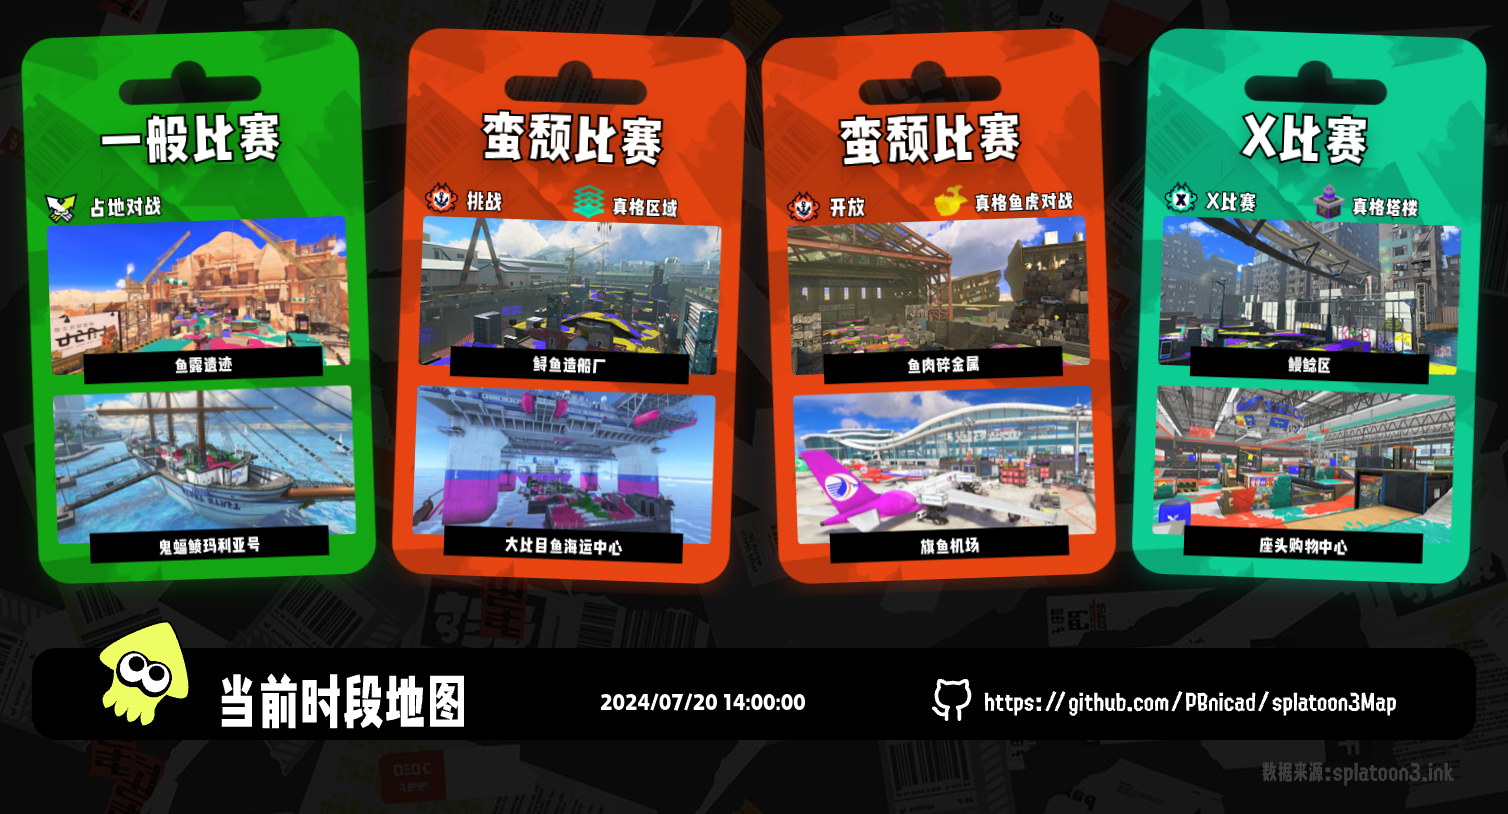 一般比赛
占地对战
鱼露遗迹
鬼蝠鲼玛利亚号
蛮颓比赛
挑战
真格区域
鲟鱼造船厂
大比目鱼海运中心
蛮颓比赛
开放
真格鱼虎对战
鱼肉碎金属
旗鱼机场
X比赛
X比赛
真格塔楼
鳗鲶区
座头购物中心
当前时段地图
2024/07/20 14:00:00
https://github.com/PBnicad/splatoon3Map
数据来源:splatoon3.ink